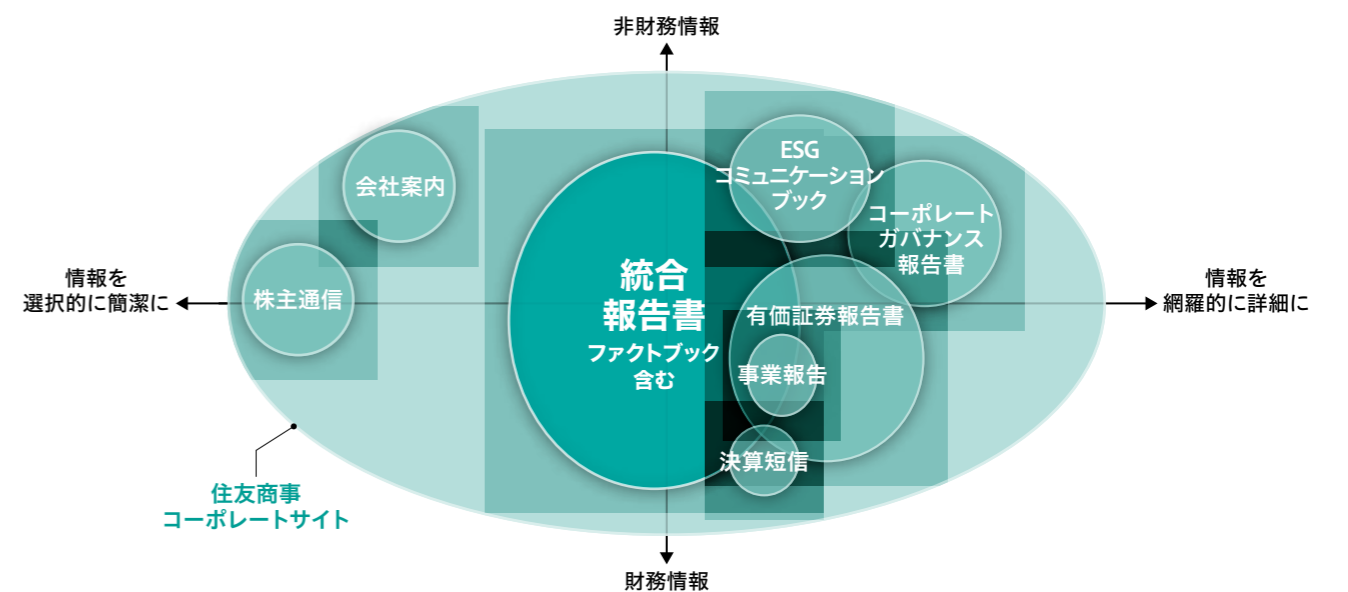 非財務情報
情報を
選択的に簡潔に
情報を
網羅的に詳細に
財務情報
会社案内
株主通信
統合
報告書
ファクトブック
含む
ESG
コミュニケーション
ブック
コーポレート
ガバナンス
報告書
有価証券報告書
事業報告
決算短信
住友商事
コーポレートサイト